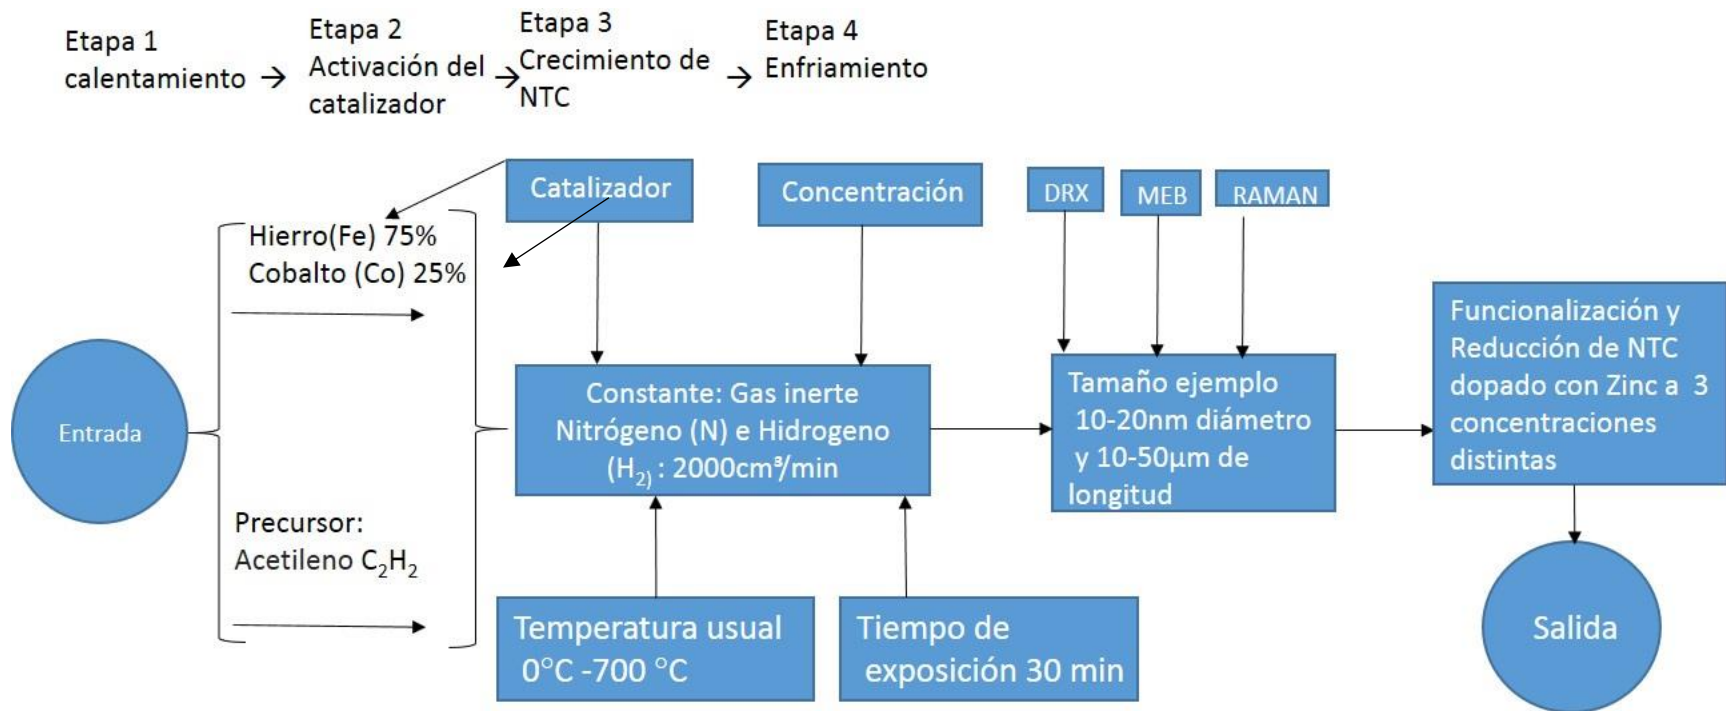 Etapa 1
calentamiento →
Etapa 2
Activación del
catalizador
→
Etapa 3
Crecimiento de
NTC
→
Etapa 4
Enfriamiento
Catalizador
Concentración
DRX
MEB
RAMAN
Hierro(Fe) 75%
Cobalto (Co) 25%
Entrada
Precursor:
Acetileno C₂H₂
Constante: Gas inerte
Nitrógeno (N) e Hidrogeno
(H₂₎ : 2000cm³/min
Temperatura usual
0°C -700 °C
Tiempo de
exposición 30 min
Tamaño ejemplo
10-20nm diámetro
y 10-50µm de
longitud
Funcionalización y
Reducción de NTC
dopado con Zinc a 3
concentraciones
distintas
Salida